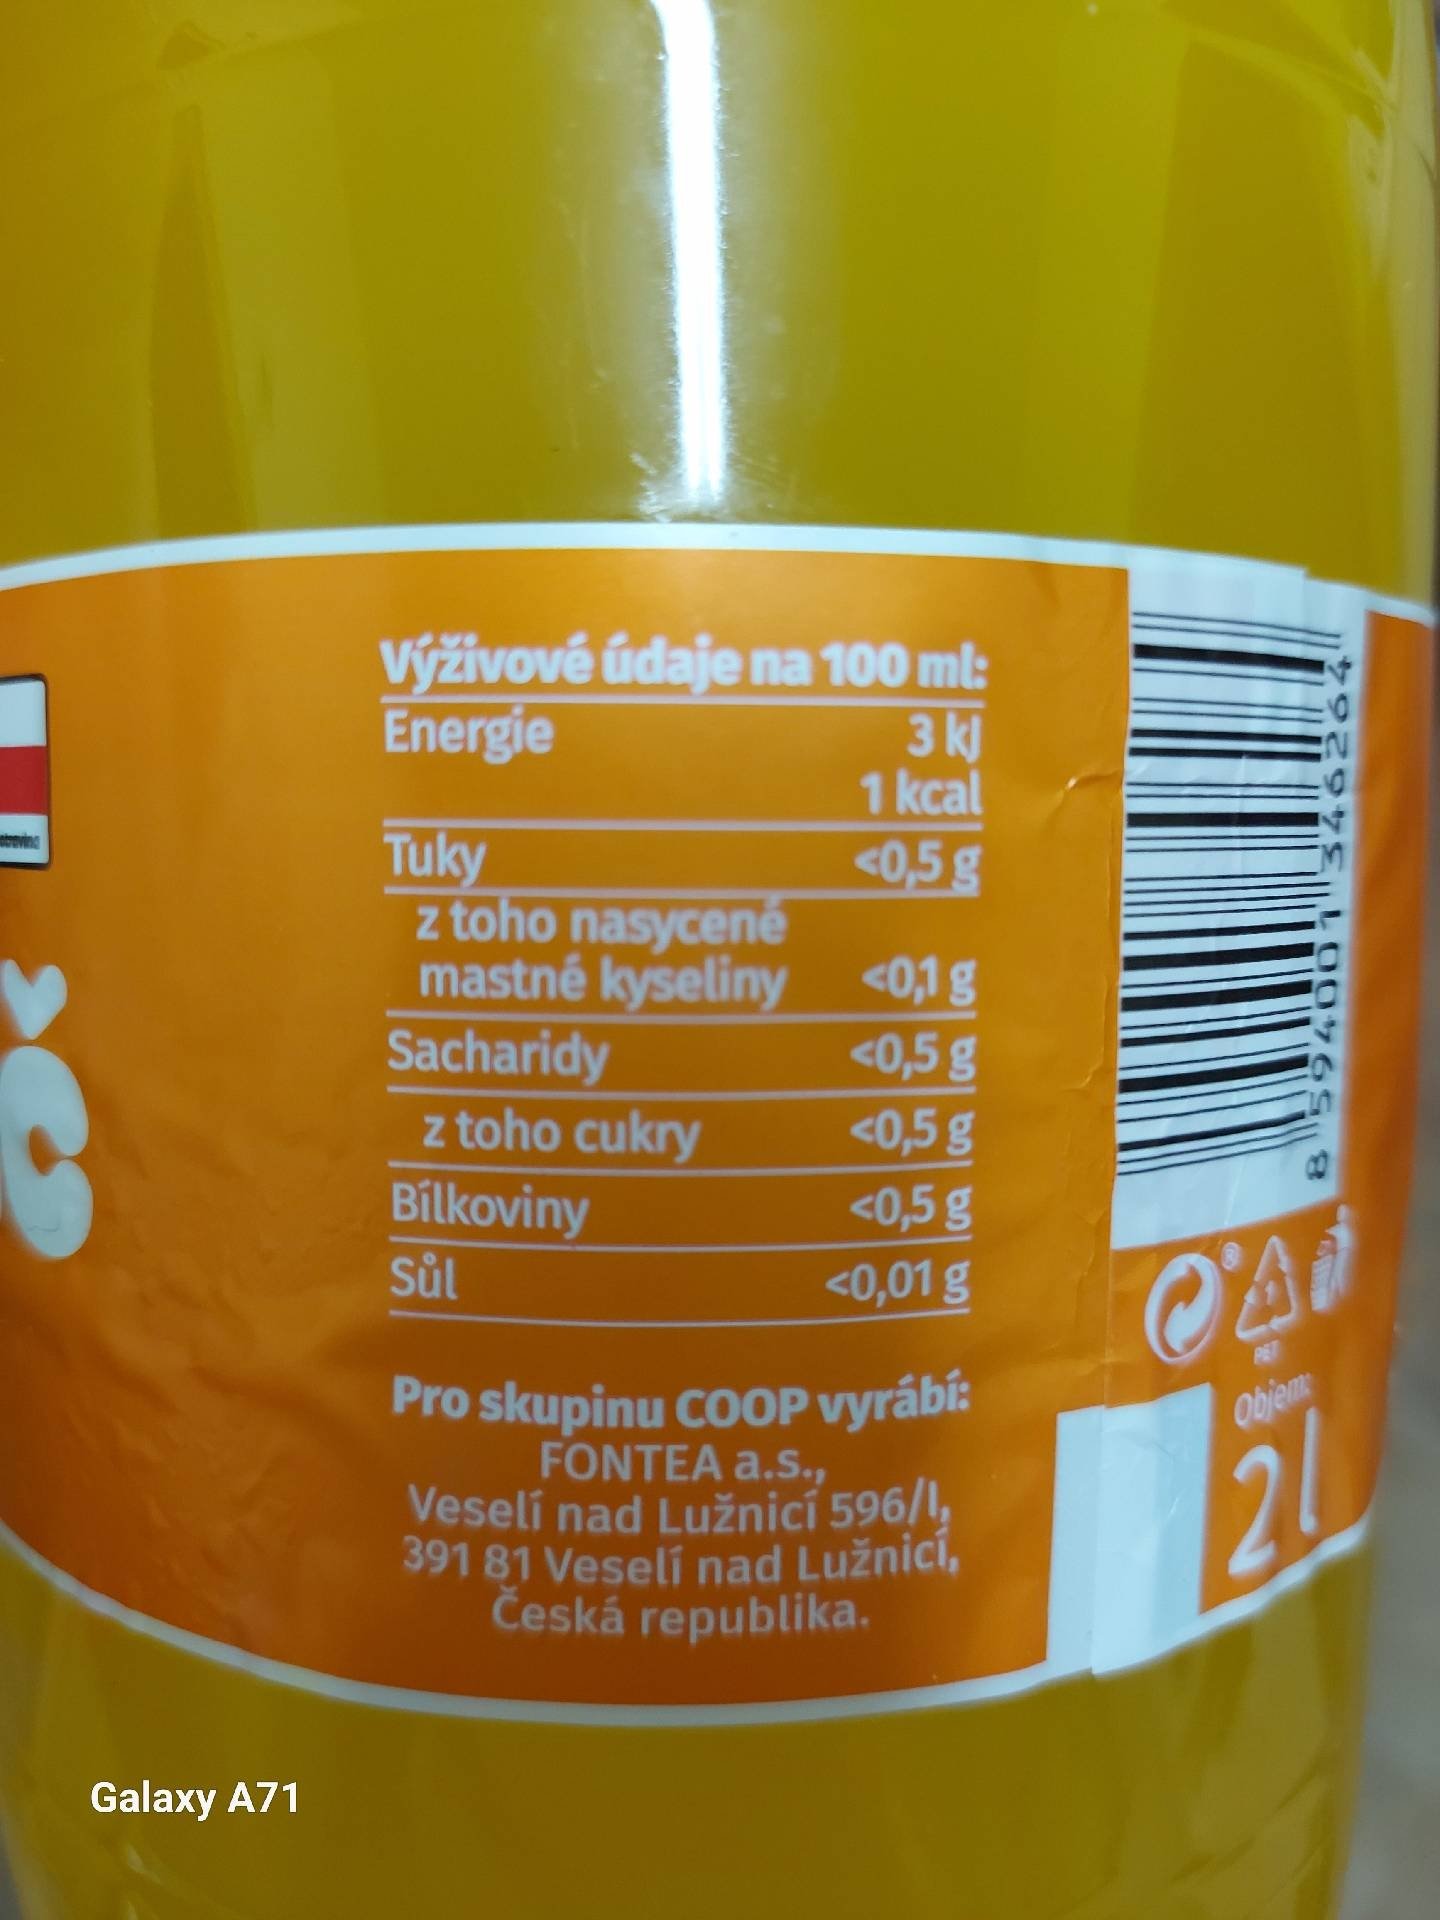 Výživové údaje na 100 ml:
Energie 3 kJ
1 kcal
Tuky <0,5 g
z toho nasycené
mastné kyseliny <0,1 g
Sacharidy <0,5 g
z toho cukry <0,5 g
Bílkoviny <0,5 g
Sůl <0,01 g
Pro skupinu COOP vyrábí:
FONTEA a.s.,
Veselí nad Lužnicí 596/I,
391 81 Veselí nad Lužnicí,
Česká republika.
8 594001 346264
®
1
PET
Objem:
2 l
Galaxy A71